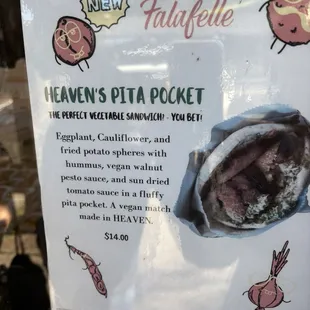 NEW
Falafelle
HEAVEN'S PITA POCKET
THE PERFECT VEGETABLE SANDWICH! - YOU BET!
Eggplant, Cauliflower, and
fried potato spheres with
hummus, vegan walnut
pesto sauce, and sun dried
tomato sauce in a fluffy
pita pocket. A vegan match
made in HEAVEN.
$14.00